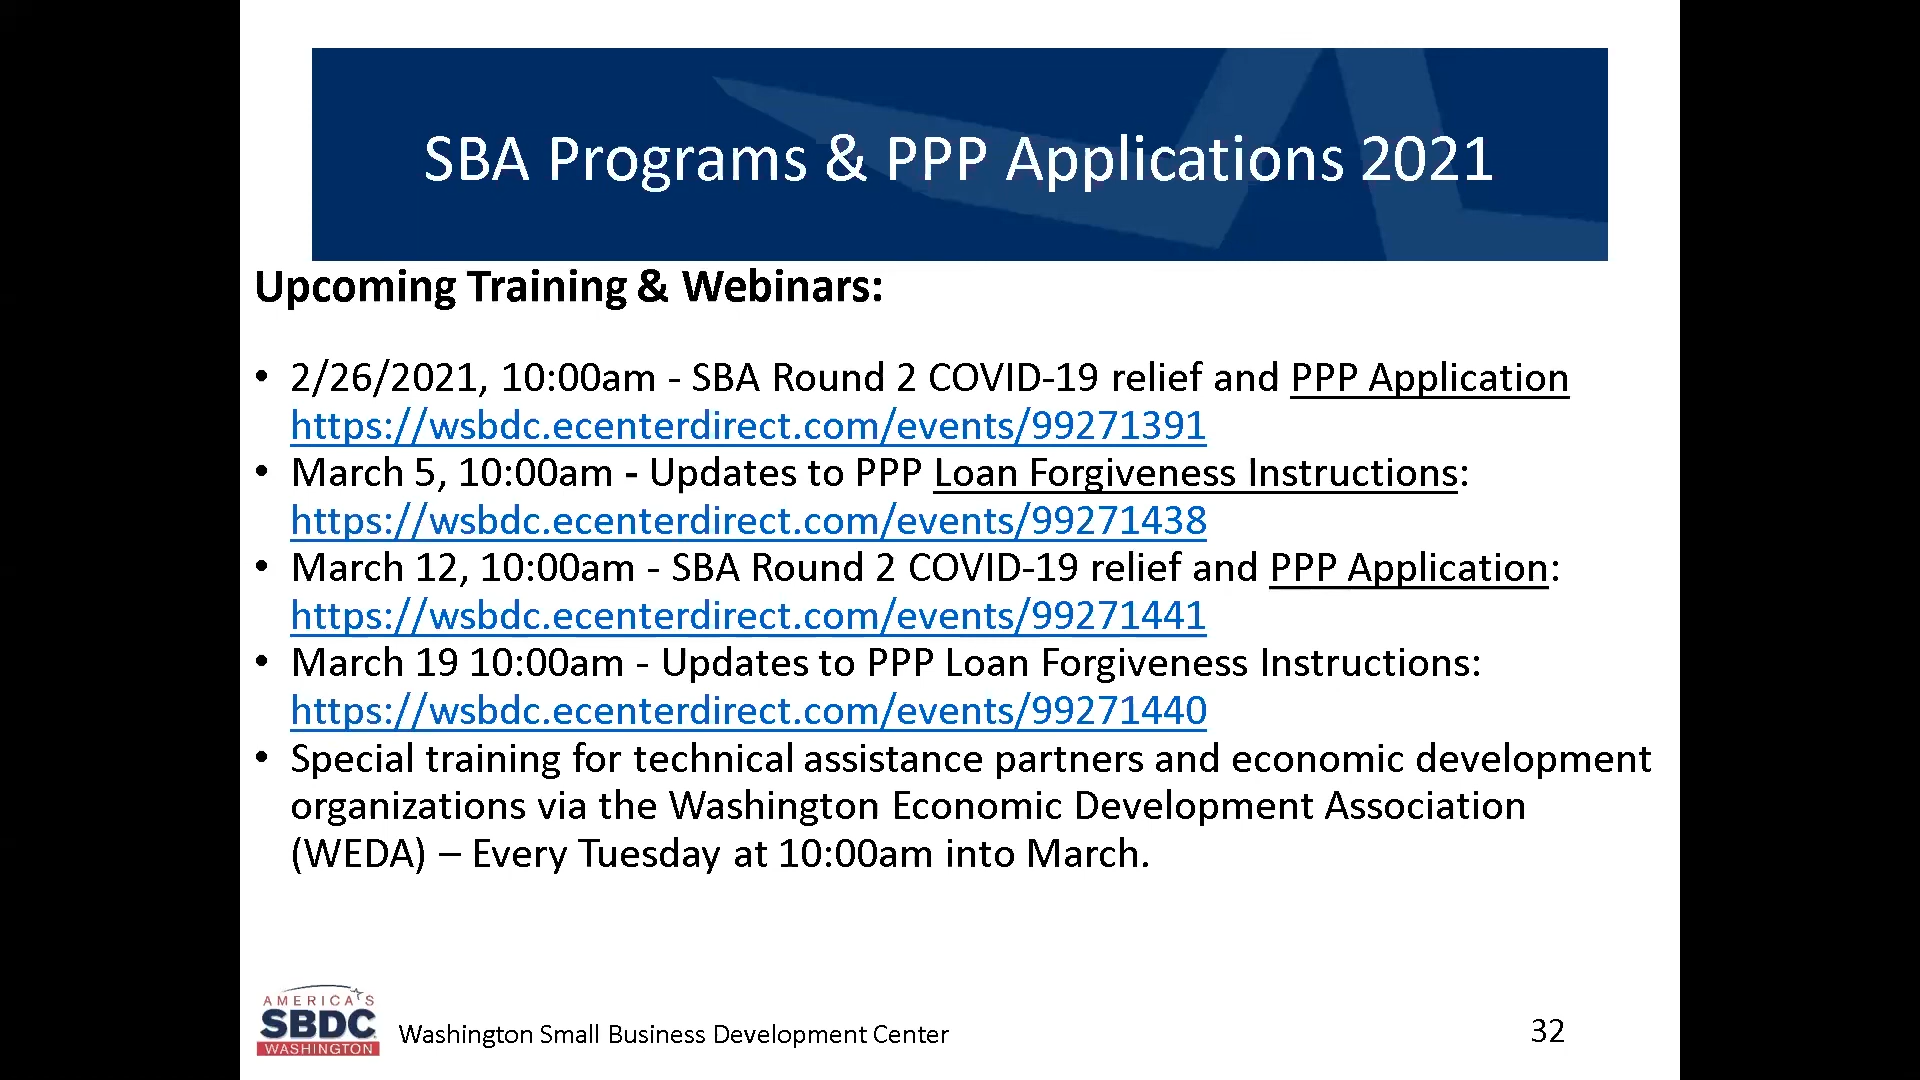 SBA Programs & PPP Applications 2021
Upcoming Training & Webinars:
• 2/26/2021, 10:00am - SBA Round 2 COVID-19 relief and PPP Application
https://wsbdc.ecenterdirect.com/events/99271391
• March 5, 10:00am - Updates to PPP Loan Forgiveness Instructions:
https://wsbdc.ecenterdirect.com/events/99271438
• March 12, 10:00am - SBA Round 2 COVID-19 relief and PPP Application:
https://wsbdc.ecenterdirect.com/events/99271441
• March 19 10:00am - Updates to PPP Loan Forgiveness Instructions:
https://wsbdc.ecenterdirect.com/events/99271440
• Special training for technical assistance partners and economic development
organizations via the Washington Economic Development Association
(WEDA) – Every Tuesday at 10:00am into March.
AMERICA'S
SBDC
WASHINGTON
Washington Small Business Development Center
32